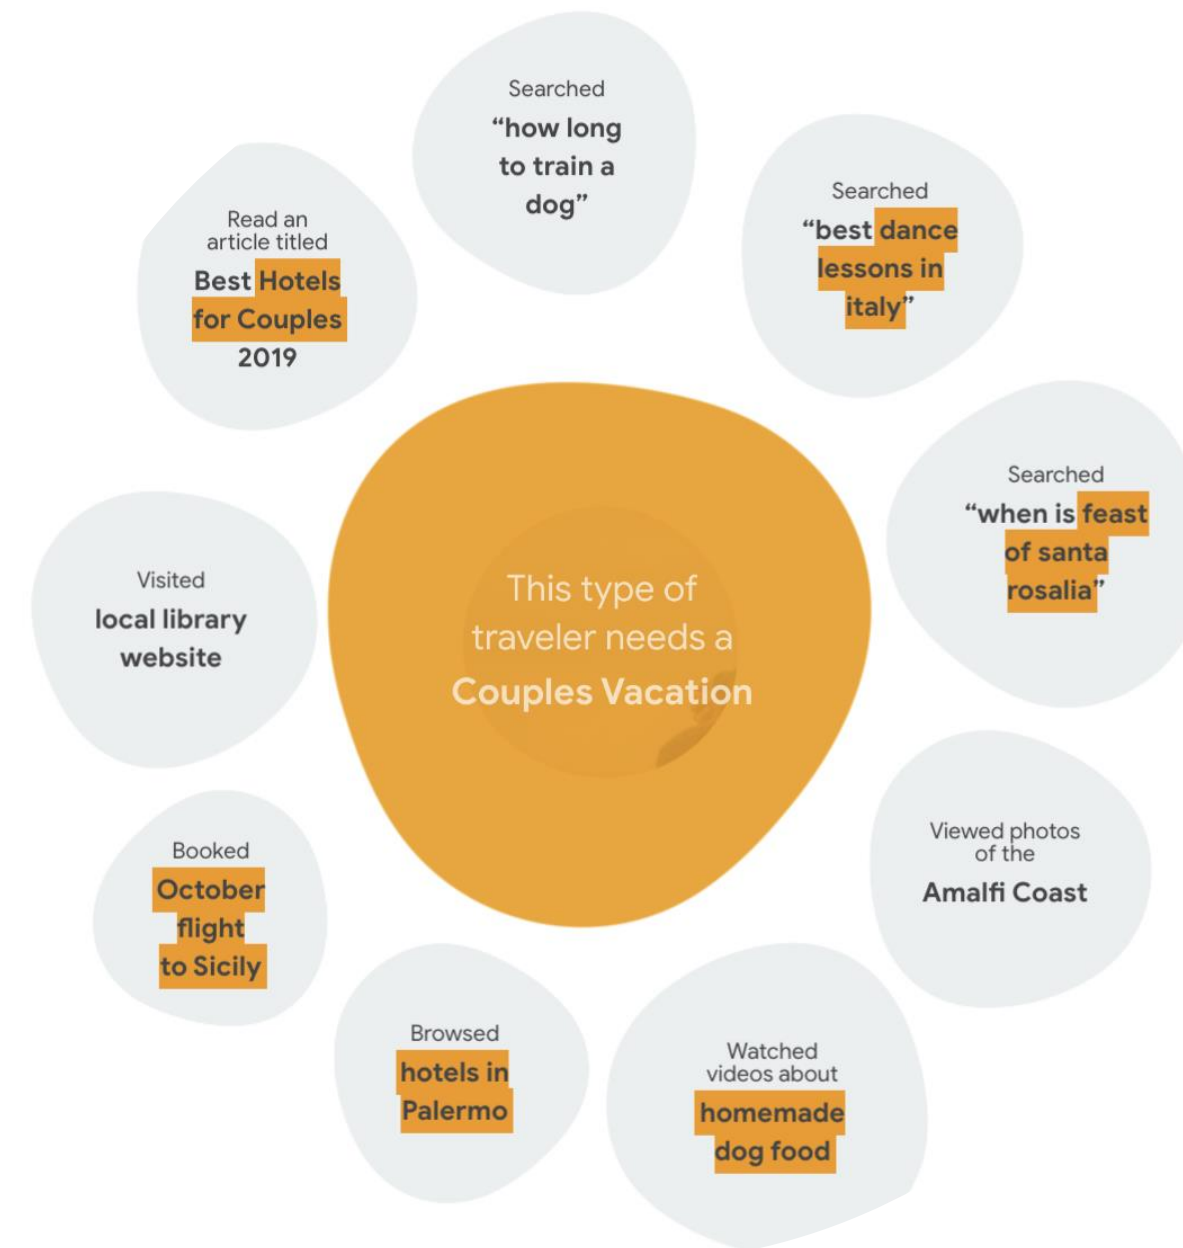 Searched
“how long
to train a
dog”
Searched
“best dance
lessons in
italy”
Read an
article titled
Best Hotels
for Couples
2019
Searched
“when is feast
of santa
rosalia”
Visited
local library
website
This type of
traveler needs a
Couples Vacation
Viewed photos
of the
Amalfi Coast
Booked
October
flight
to Sicily
Browsed
hotels in
Palermo
Watched
videos about
homemade
dog food